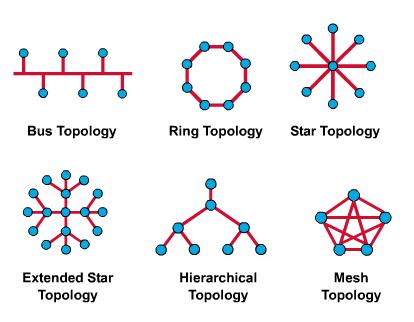 Bus Topology
Ring Topology
Star Topology
Extended Star
Topology
Hierarchical
Topology
Mesh
Topology